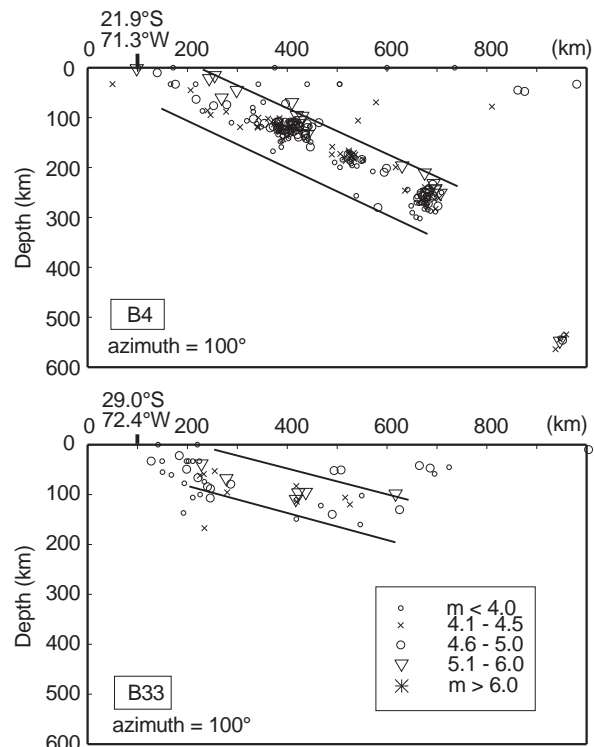 21.9°S
71.3°W
0 200 400 600 800 (km)
0
100
200
300
400
500
600
Depth (km)
B4
azimuth = 100°
29.0°S
72.4°W
0 200 400 600 800 (km)
0
100
200
300
400
500
600
Depth (km)
m < 4.0
4.1 - 4.5
4.6 - 5.0
5.1 - 6.0
m > 6.0
B33
azimuth = 100°